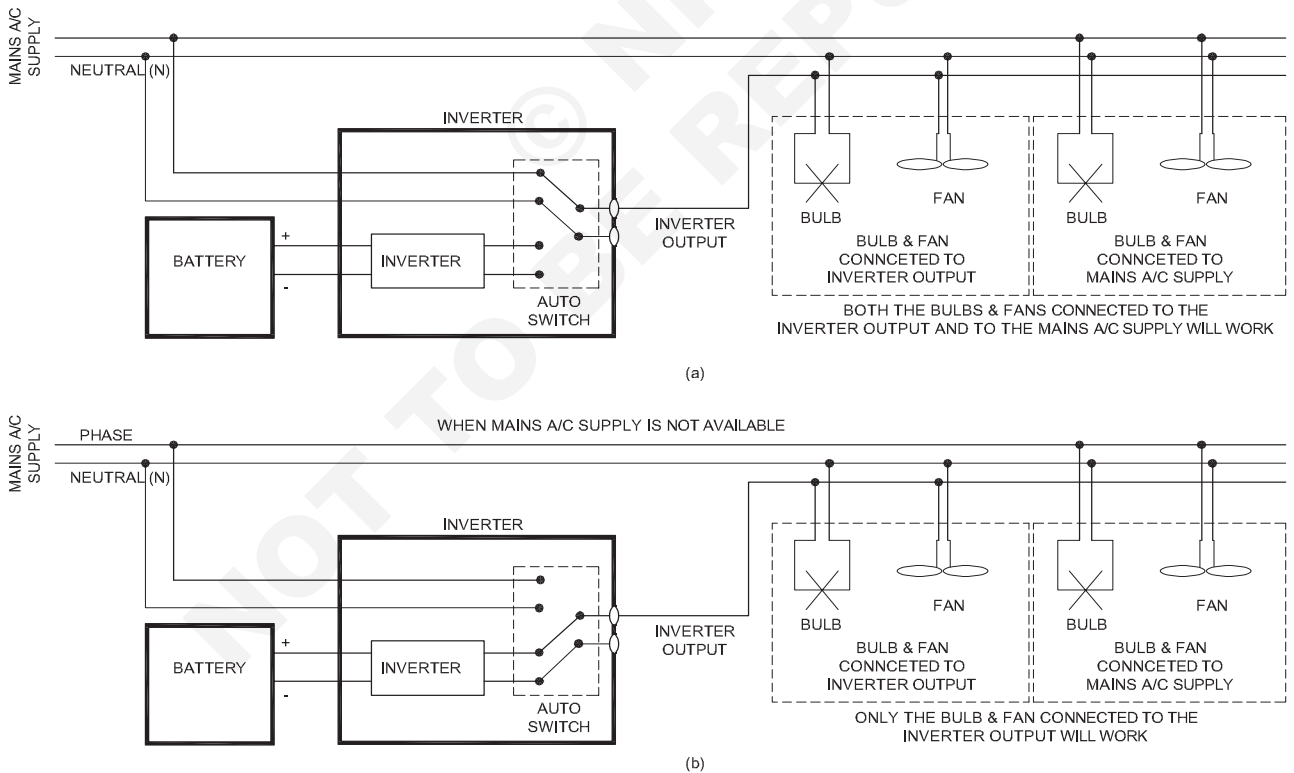 MAINS A/C
SUPPLY
NEUTRAL (N)
INVERTER
BATTERY
+
-
INVERTER
AUTO
SWITCH
INVERTER
OUTPUT
BULB
FAN
BULB & FAN
CONNCETED TO
INVERTER OUTPUT
BULB
FAN
BULB & FAN
CONNCETED TO
MAINS A/C SUPPLY
BOTH THE BULBS & FANS CONNECTED TO THE
INVERTER OUTPUT AND TO THE MAINS A/C SUPPLY WILL WORK
(a)
MAINS A/C
SUPPLY
PHASE
WHEN MAINS A/C SUPPLY IS NOT AVAILABLE
NEUTRAL (N)
INVERTER
BATTERY
+
-
INVERTER
AUTO
SWITCH
INVERTER
OUTPUT
BULB
FAN
BULB & FAN
CONNCETED TO
INVERTER OUTPUT
BULB
FAN
BULB & FAN
CONNCETED TO
MAINS A/C SUPPLY
ONLY THE BULB & FAN CONNECTED TO THE
INVERTER OUTPUT WILL WORK
(b)
NOT TO BE